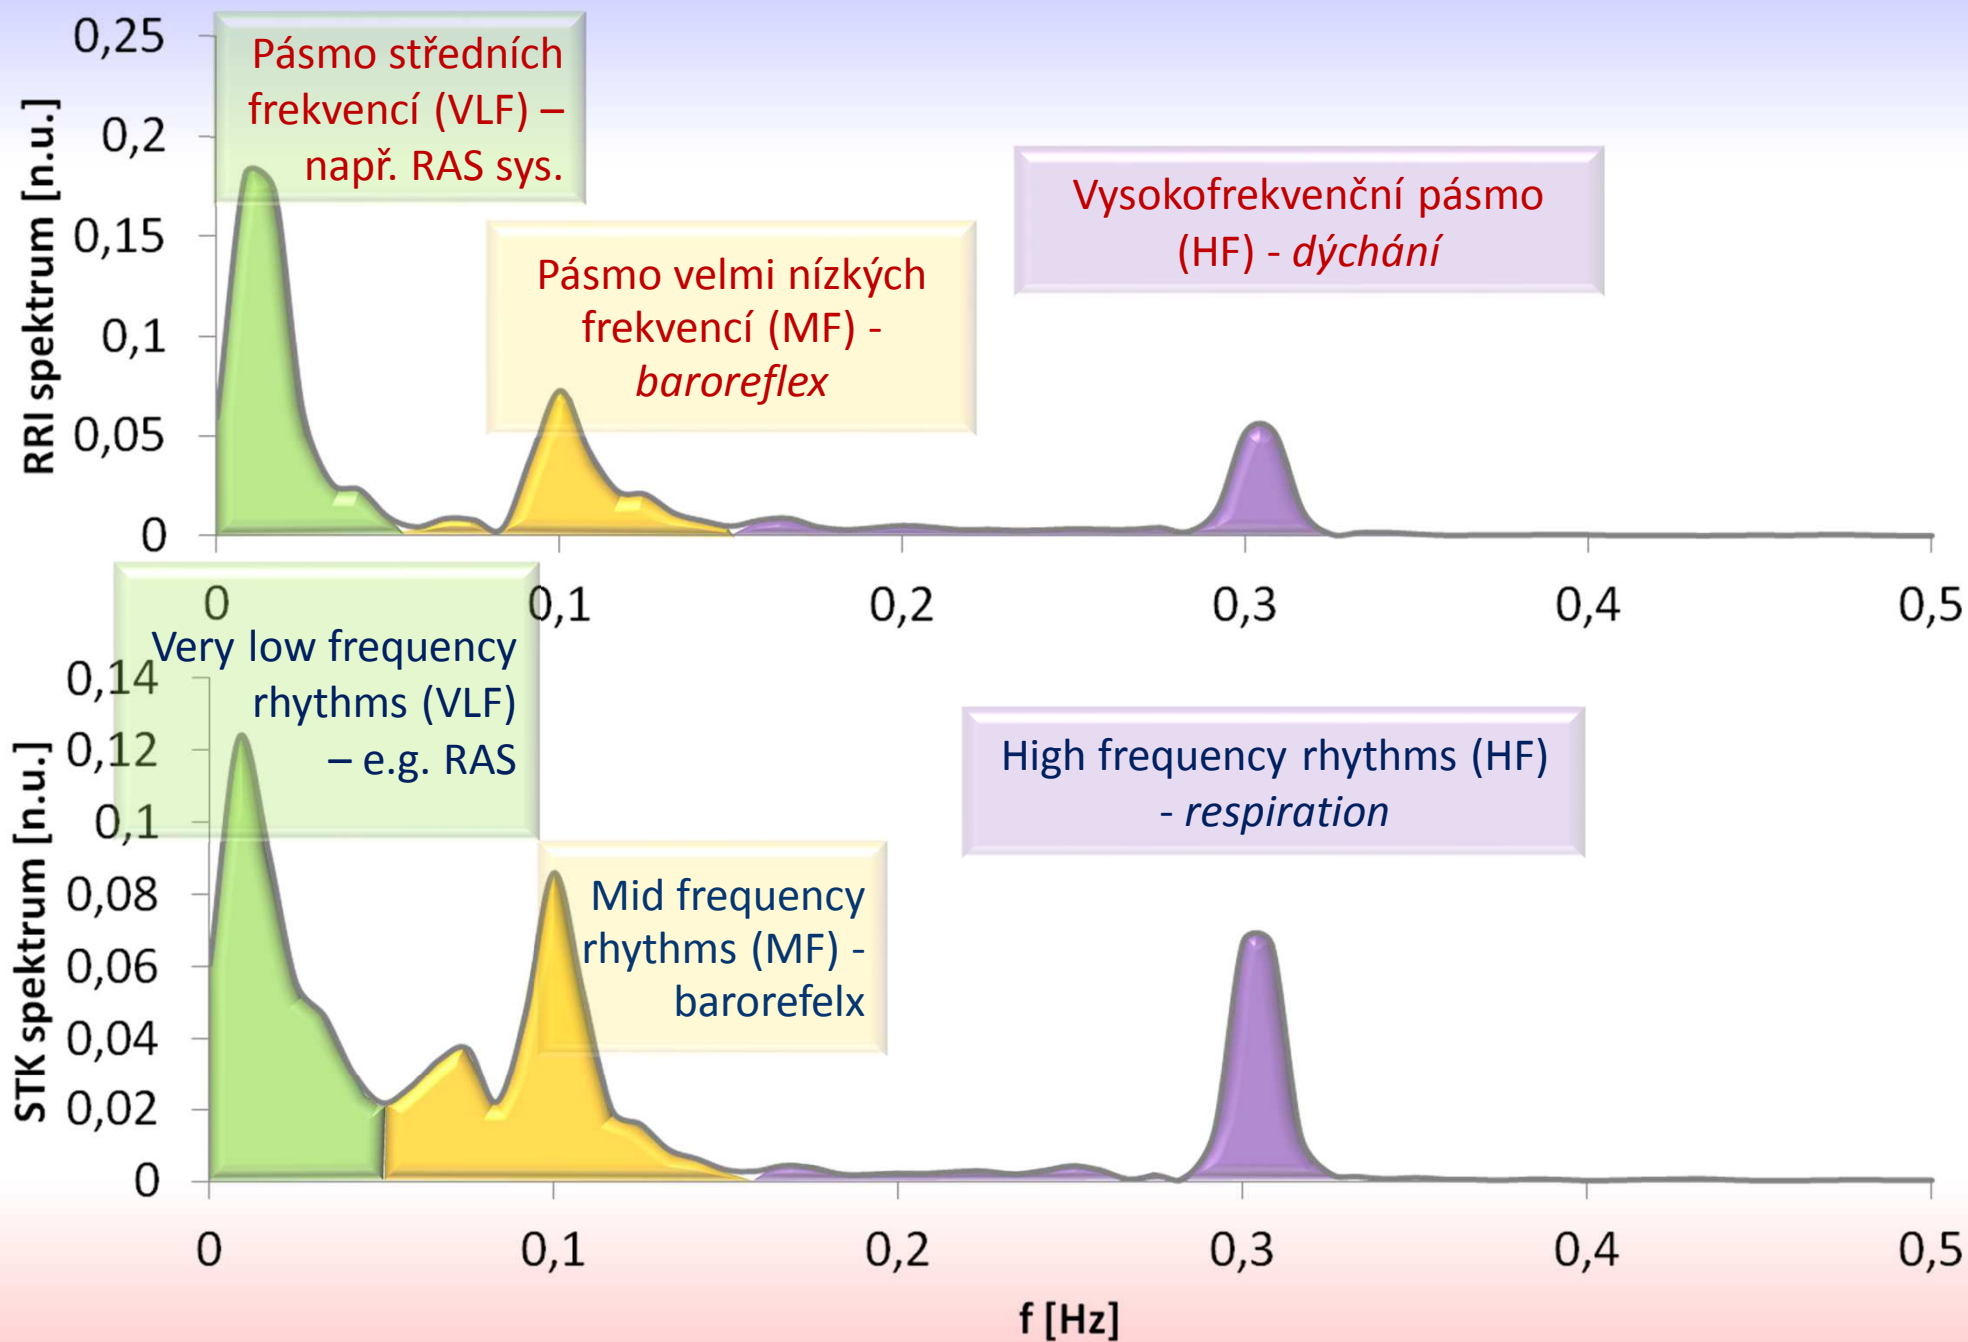 0,25
0,2
0,15
0,1
0,05
0
RRI spektrum [n.u.]
Pásmo středních
frekvencí (VLF) –
např. RAS sys.
Pásmo velmi nízkých
frekvencí (MF) -
baroreflex
Vysokofrekvenční pásmo
(HF) - dýchání
0 0,1 0,2 0,3 0,4 0,5
0,14
0,12
0,1
0,08
0,06
0,04
0,02
0
STK spektrum [n.u.]
Very low frequency
rhythms (VLF)
– e.g. RAS
Mid frequency
rhythms (MF) -
barorefelx
High frequency rhythms (HF)
- respiration
0 0,1 0,2 0,3 0,4 0,5
f [Hz]